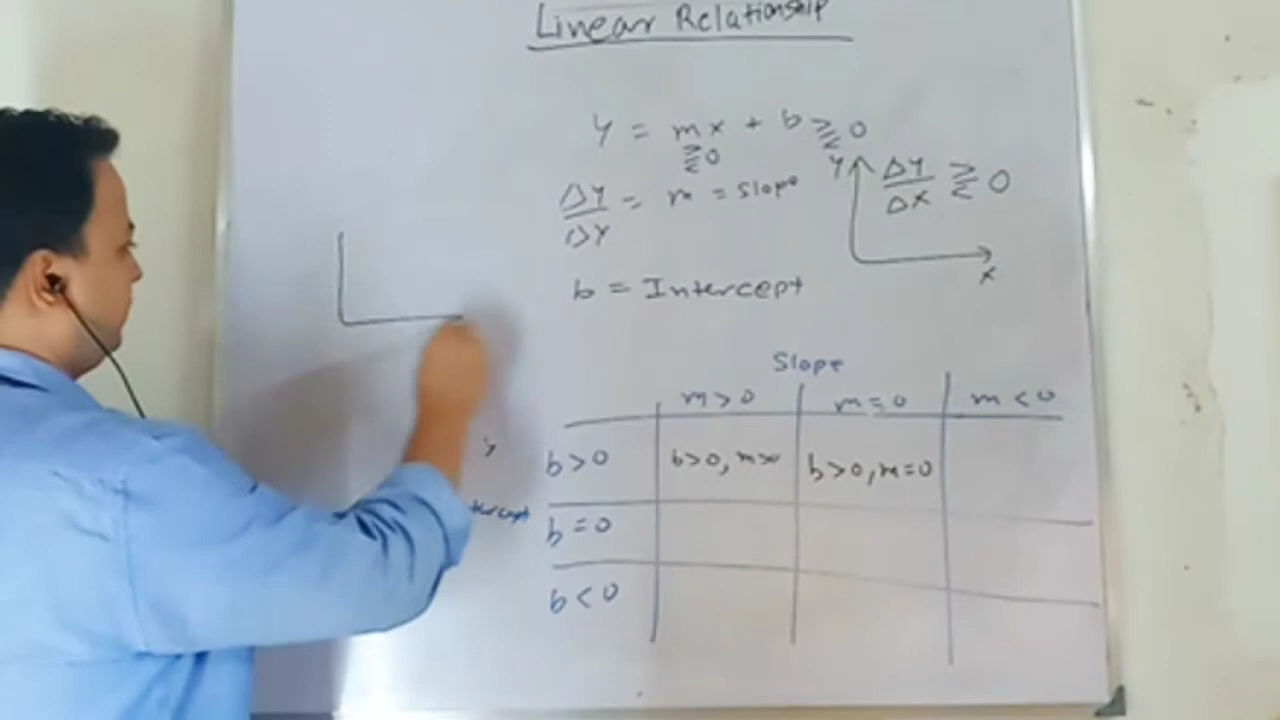 Linear Relationship
Y = mx + b ⪌ 0
⪌ 0
ΔY/ΔY = m = Slope
Y ΔY/ΔX ⪌ 0
X
b = Intercept
Slope
m > 0 m = 0 m < 0
y
b > 0 b>0, m>0 b>0, m=0
b = 0
b < 0